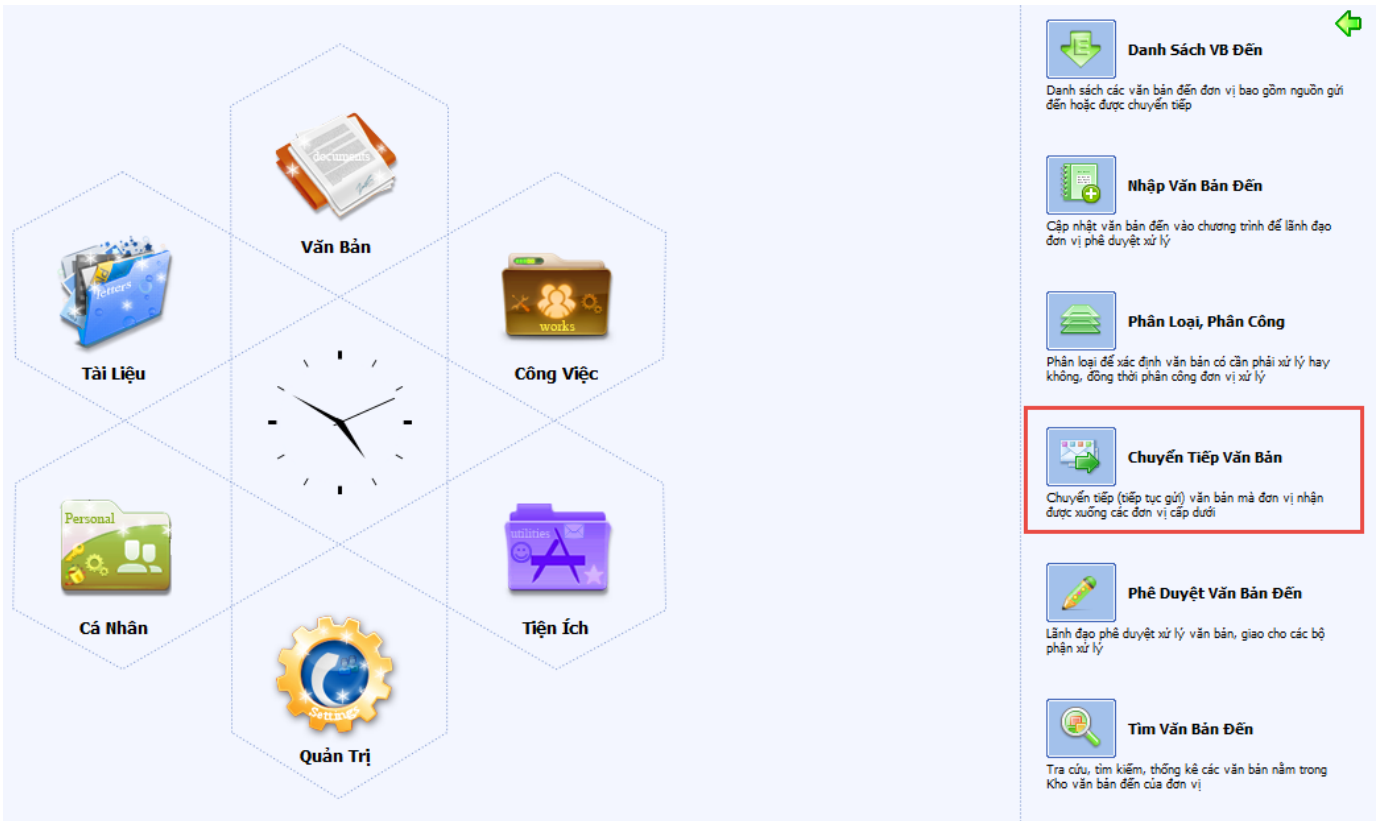 documents
Văn Bản
letters
Tài Liệu
works
Công Việc
Personal
Cá Nhân
utilities
Tiện Ích
Settings
Quản Trị
Danh Sách VB Đến
Danh sách các văn bản đến đơn vị bao gồm nguồn gửi
đến hoặc được chuyển tiếp
Nhập Văn Bản Đến
Cập nhật văn bản đến vào chương trình để lãnh đạo
đơn vị phê duyệt xử lý
Phân Loại, Phân Công
Phân loại để xác định văn bản có cần phải xử lý hay
không, đồng thời phân công đơn vị xử lý
Chuyển Tiếp Văn Bản
Chuyển tiếp (tiếp tục gửi) văn bản mà đơn vị nhận
được xuống các đơn vị cấp dưới
Phê Duyệt Văn Bản Đến
Lãnh đạo phê duyệt xử lý văn bản, giao cho các bộ
phận xử lý
Tìm Văn Bản Đến
Tra cứu, tìm kiếm, thống kê các văn bản nằm trong
Kho văn bản đến của đơn vị